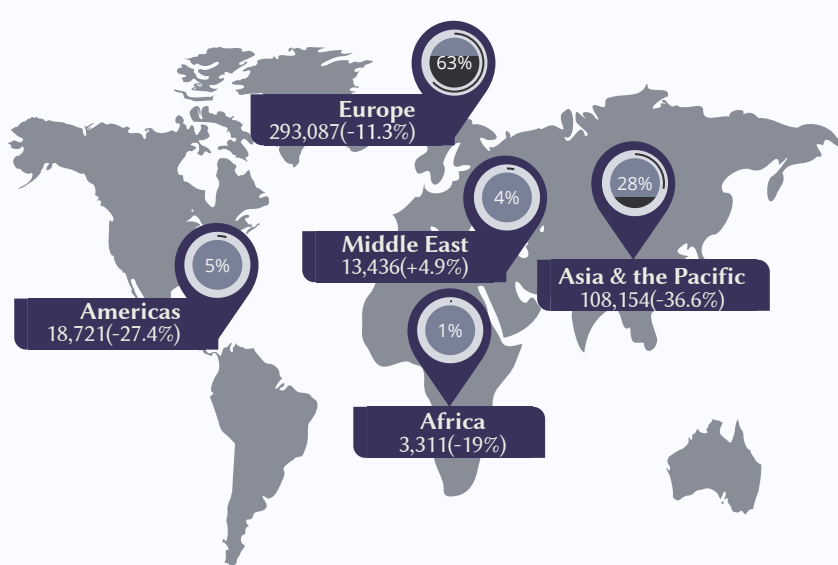 63%
Europe
293,087(-11.3%)
4%
Middle East
13,436(+4.9%)
28%
Asia & the Pacific
108,154(-36.6%)
5%
Americas
18,721(-27.4%)
1%
Africa
3,311(-19%)